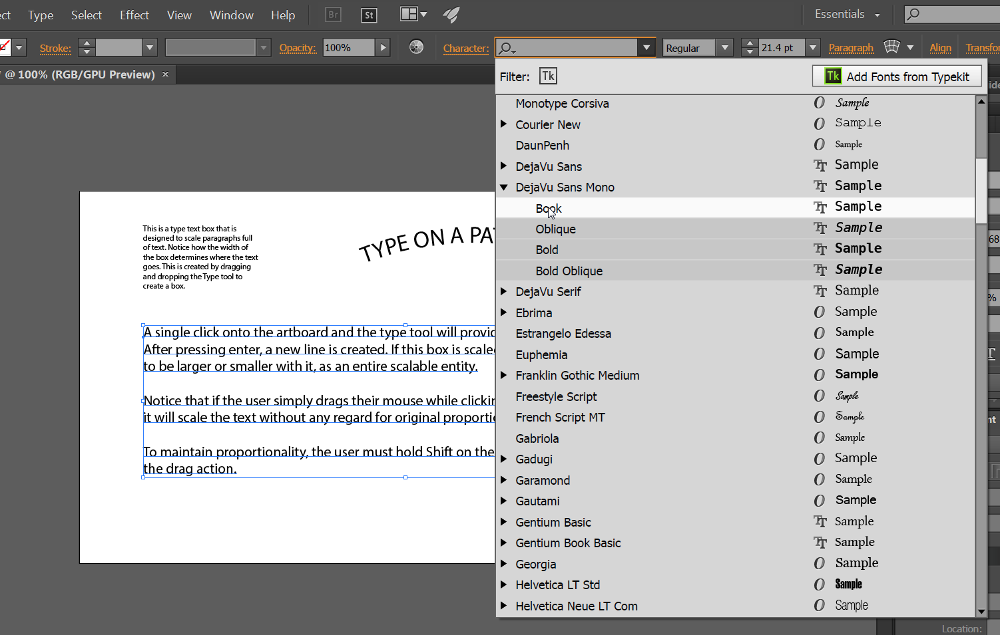 ect Type Select Effect View Window Help Br St Essentials
Stroke: Opacity: 100% Character: Regular 21.4 pt Paragraph Align Transfor
@ 100% (RGB/GPU Preview) ×
Filter: Tk Tk Add Fonts from Typekit
This is a type text box that is
designed to scale paragraphs full
of text. Notice how the width of
the box determines where the text
goes. This is created by dragging
and dropping the Type tool to
create a box.
TYPE ON A PA
A single click onto the artboard and the type tool will provid
After pressing enter, a new line is created. If this box is scale
to be larger or smaller with it, as an entire scalable entity.
Notice that if the user simply drags their mouse while clickin
it will scale the text without any regard for original proporti
To maintain proportionality, the user must hold Shift on the
the drag action.
Monotype Corsiva Sample
Courier New Sample
DaunPenh Sample
DejaVu Sans Sample
DejaVu Sans Mono Sample
Book Sample
Oblique Sample
Bold Sample
Bold Oblique Sample
DejaVu Serif Sample
Ebrima Sample
Estrangelo Edessa Sample
Euphemia Sample
Franklin Gothic Medium Sample
Freestyle Script Sample
French Script MT Sample
Gabriola Sample
Gadugi Sample
Garamond Sample
Gautami Sample
Gentium Basic Sample
Gentium Book Basic Sample
Georgia Sample
Helvetica LT Std Sample
Helvetica Neue LT Com Sample
ide
68
%
nt
Location: